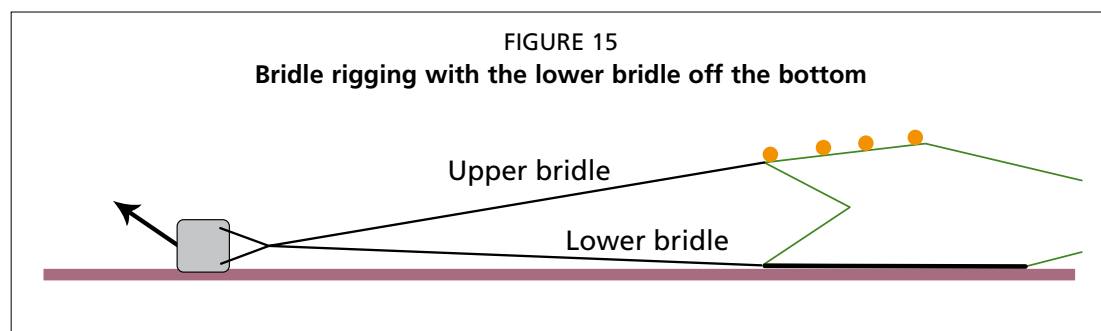 FIGURE 15
Bridle rigging with the lower bridle off the bottom
Upper bridle
Lower bridle